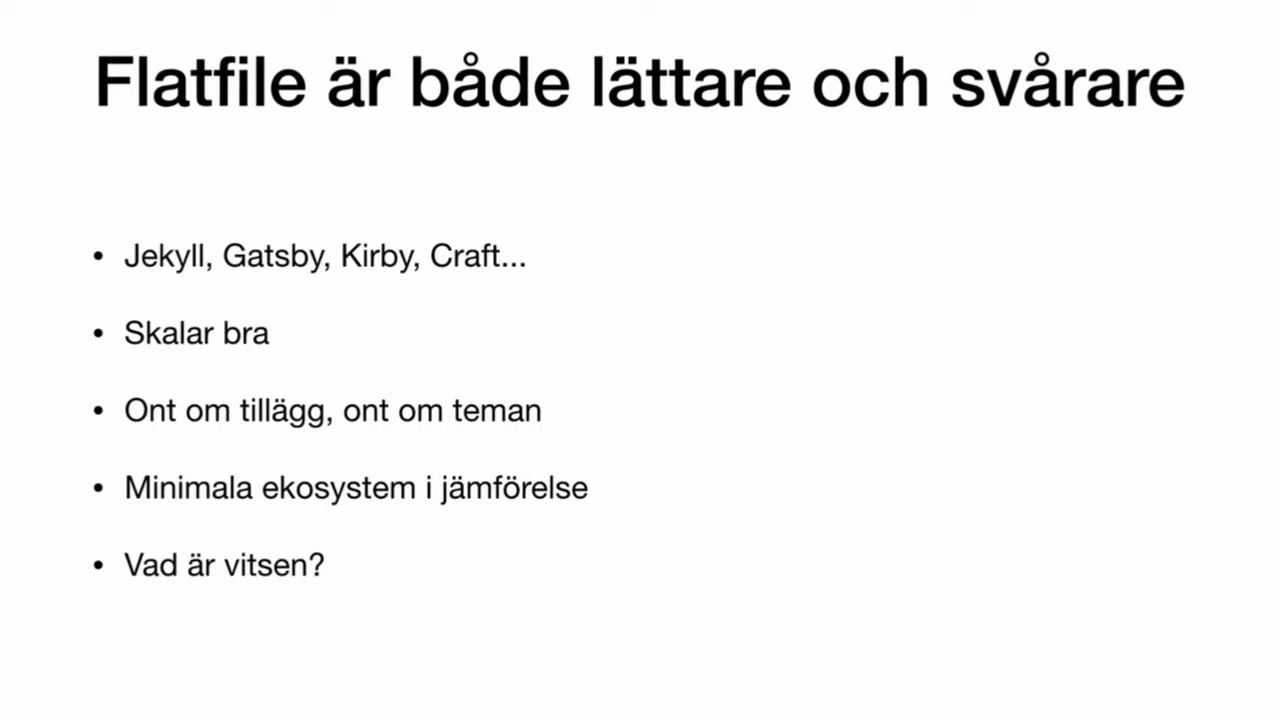 Flatfile är både lättare och svårare
• Jekyll, Gatsby, Kirby, Craft...
• Skalar bra
• Ont om tillägg, ont om teman
• Minimala ekosystem i jämförelse
• Vad är vitsen?